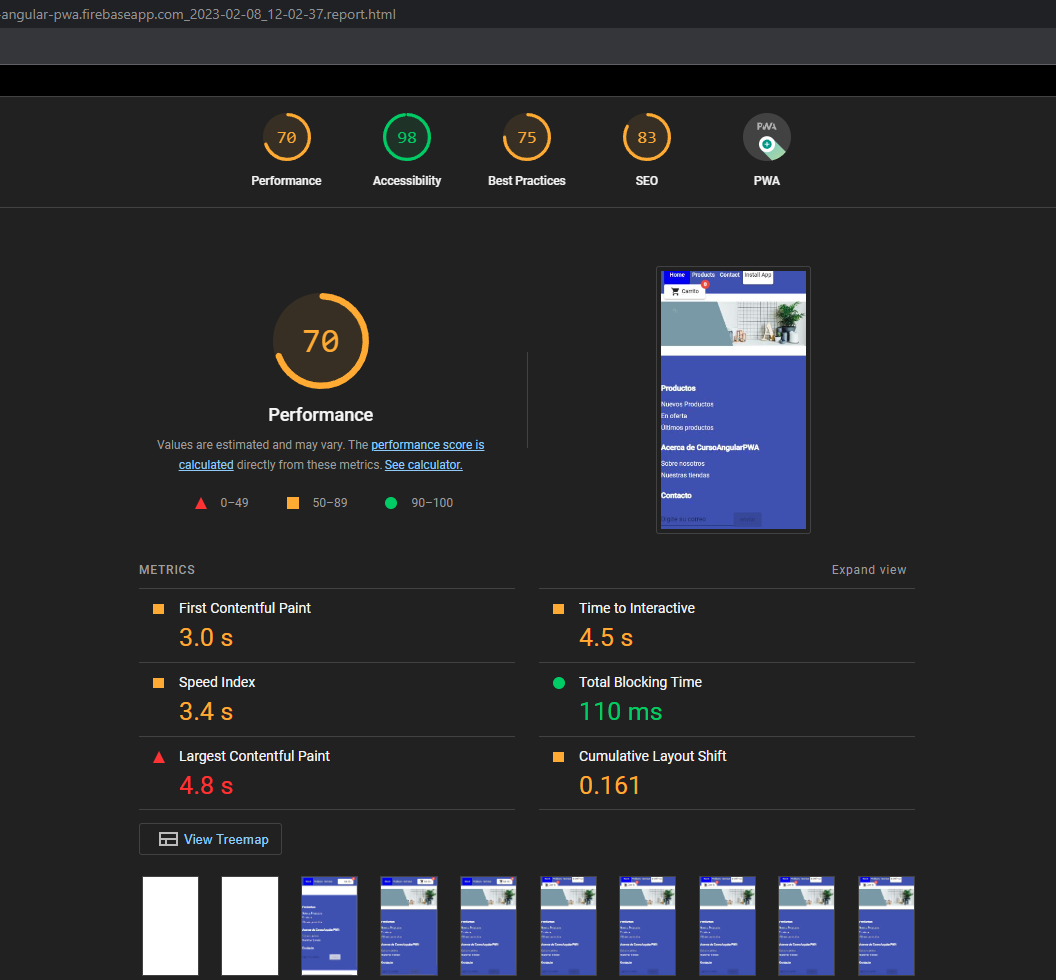 -angular-pwa.firebaseapp.com_2023-02-08_12-02-37.report.html
70 98 75 83 PWA
Performance Accessibility Best Practices SEO PWA
70
Performance
Values are estimated and may vary. The performance score is
calculated directly from these metrics. See calculator.
0–49 50–89 90–100
Home Products Contact Install App
Carrito
Productos
Nuevos Productos
En oferta
Últimos productos
Acerca de CursoAngularPWA
Sobre nosotros
Nuestras tiendas
Contacto
METRICS Expand view
First Contentful Paint
3.0 s
Time to Interactive
4.5 s
Speed Index
3.4 s
Total Blocking Time
110 ms
Largest Contentful Paint
4.8 s
Cumulative Layout Shift
0.161
View Treemap